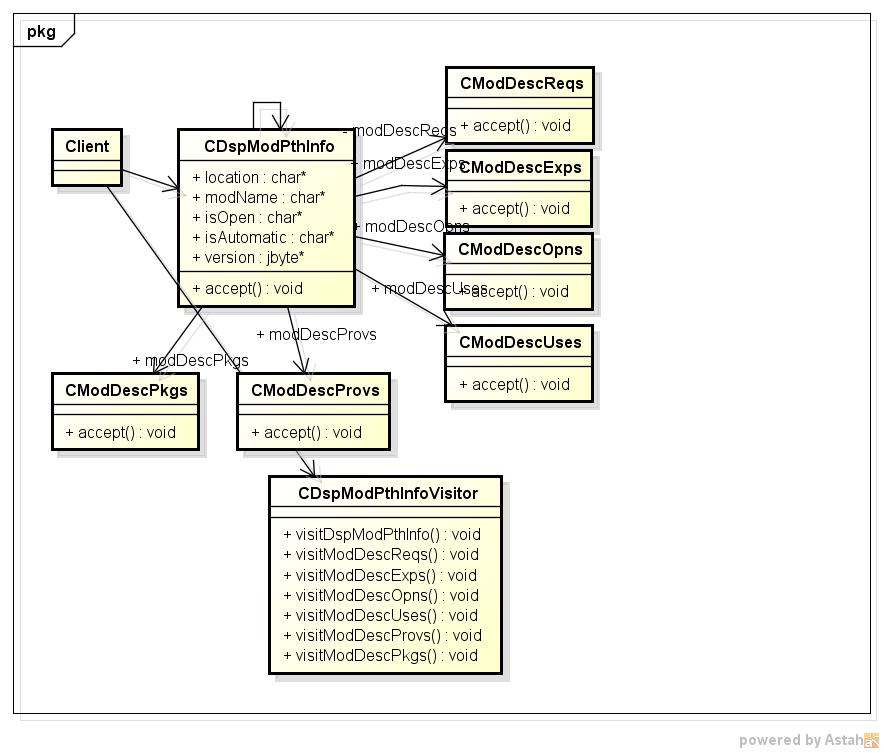 pkg
Client
CDspModPthInfo
+ location : char*
+ modName : char*
+ isOpen : char*
+ isAutomatic : char*
+ version : jbyte*
+ accept() : void
- modDescReqs
+ modDescExps
+ modDescOpns
+ modDescUses
CModDescReqs
+ accept() : void
CModDescExps
+ accept() : void
CModDescOpns
+ accept() : void
CModDescUses
+ accept() : void
+ modDescProvs
+ modDescPkgs
CModDescPkgs
+ accept() : void
CModDescProvs
+ accept() : void
CDspModPthInfoVisitor
+ visitDspModPthInfo() : void
+ visitModDescReqs() : void
+ visitModDescExps() : void
+ visitModDescOpns() : void
+ visitModDescUses() : void
+ visitModDescProvs() : void
+ visitModDescPkgs() : void
powered by Astah